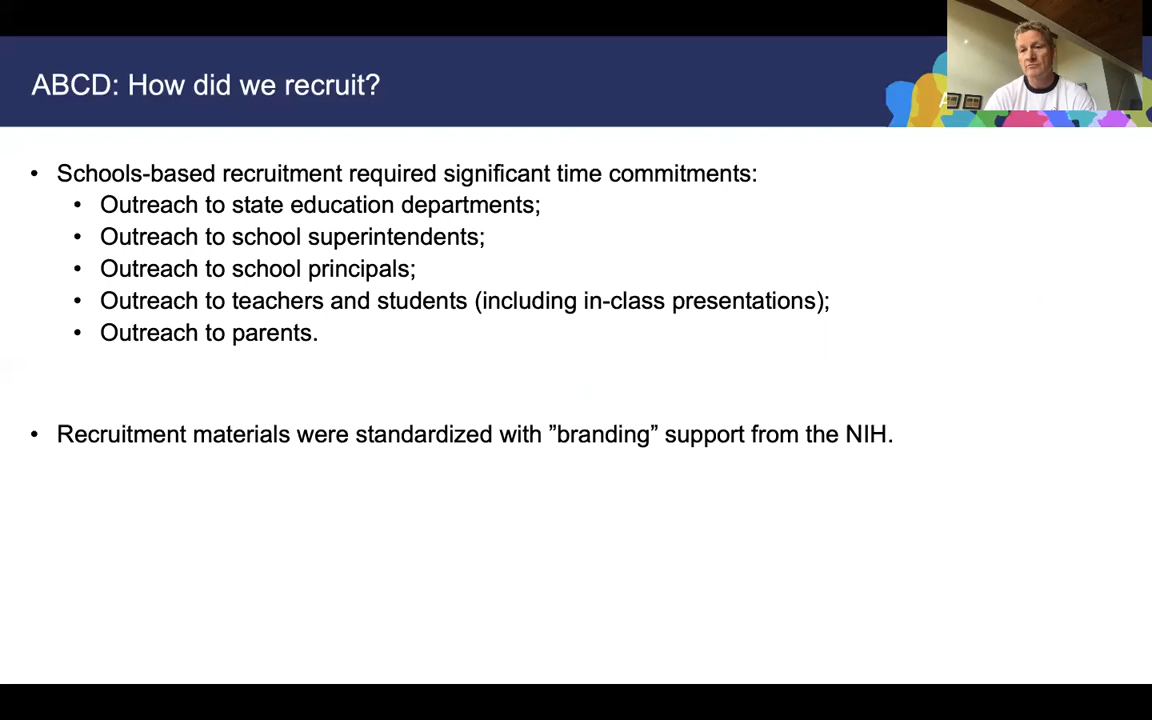 ABCD: How did we recruit?
• Schools-based recruitment required significant time commitments:
• Outreach to state education departments;
• Outreach to school superintendents;
• Outreach to school principals;
• Outreach to teachers and students (including in-class presentations);
• Outreach to parents.
• Recruitment materials were standardized with ”branding” support from the NIH.